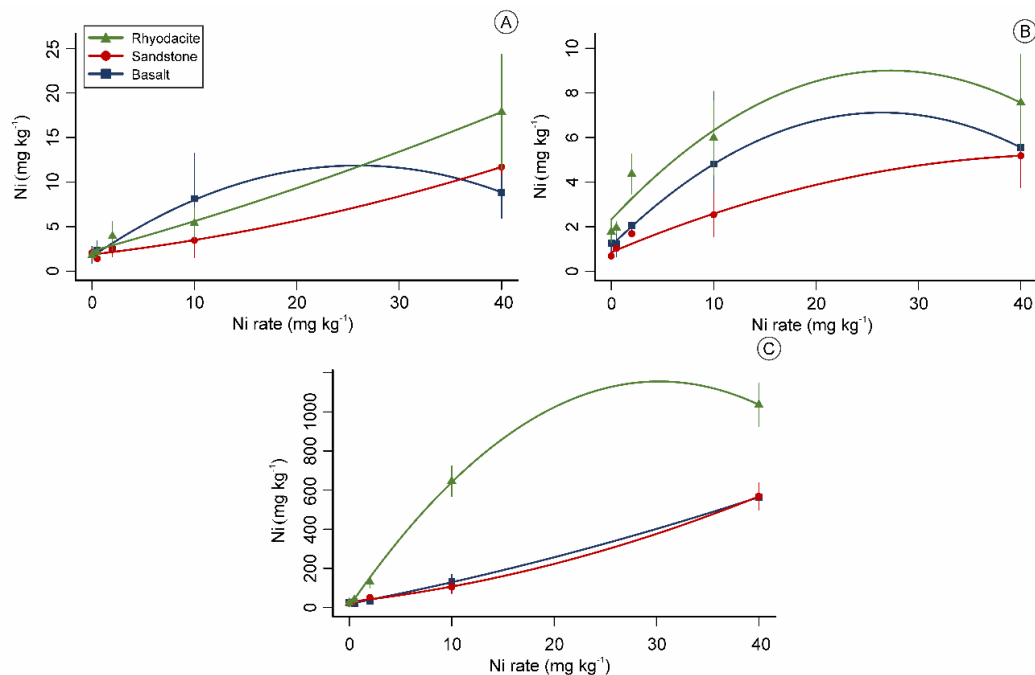 A
Rhyodacite
Sandstone
Basalt
Ni (mg kg⁻¹)
25
20
15
10
5
0
0 10 20 30 40
Ni rate (mg kg⁻¹)
B
Ni (mg kg⁻¹)
10
8
6
4
2
0
0 10 20 30 40
Ni rate (mg kg⁻¹)
C
Ni (mg kg⁻¹)
1000
800
600
400
200
0
0 10 20 30 40
Ni rate (mg kg⁻¹)